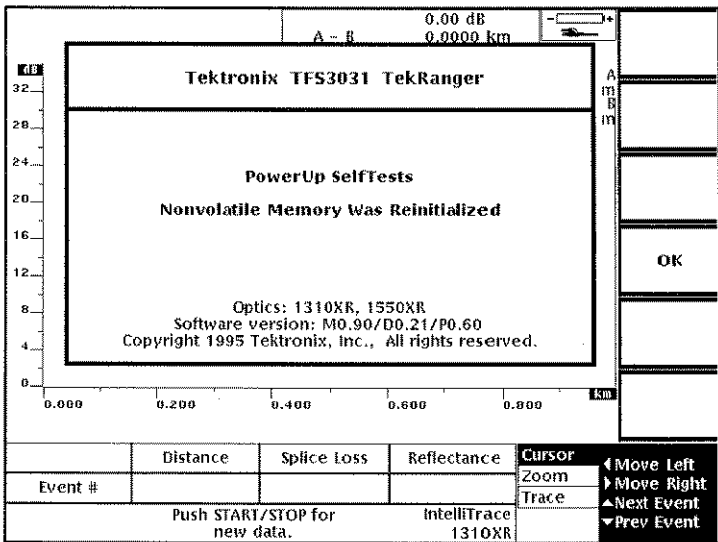 0.00 dB
A - B 0.0000 km
- +
dB
32
28
24
20
16
12
8
4
0
A
m
B
m
Tektronix TFS3031 TekRanger
PowerUp SelfTests
Nonvolatile Memory Was Reinitialized
Optics: 1310XR, 1550XR
Software version: M0.90/D0.21/P0.60
Copyright 1995 Tektronix, Inc., All rights reserved.
OK
0.000 0.200 0.400 0.600 0.800 km
Distance Splice Loss Reflectance
Event #
Push START/STOP for
new data.
IntelliTrace
1310XR
Cursor
Zoom
Trace
Move Left
Move Right
Next Event
Prev Event